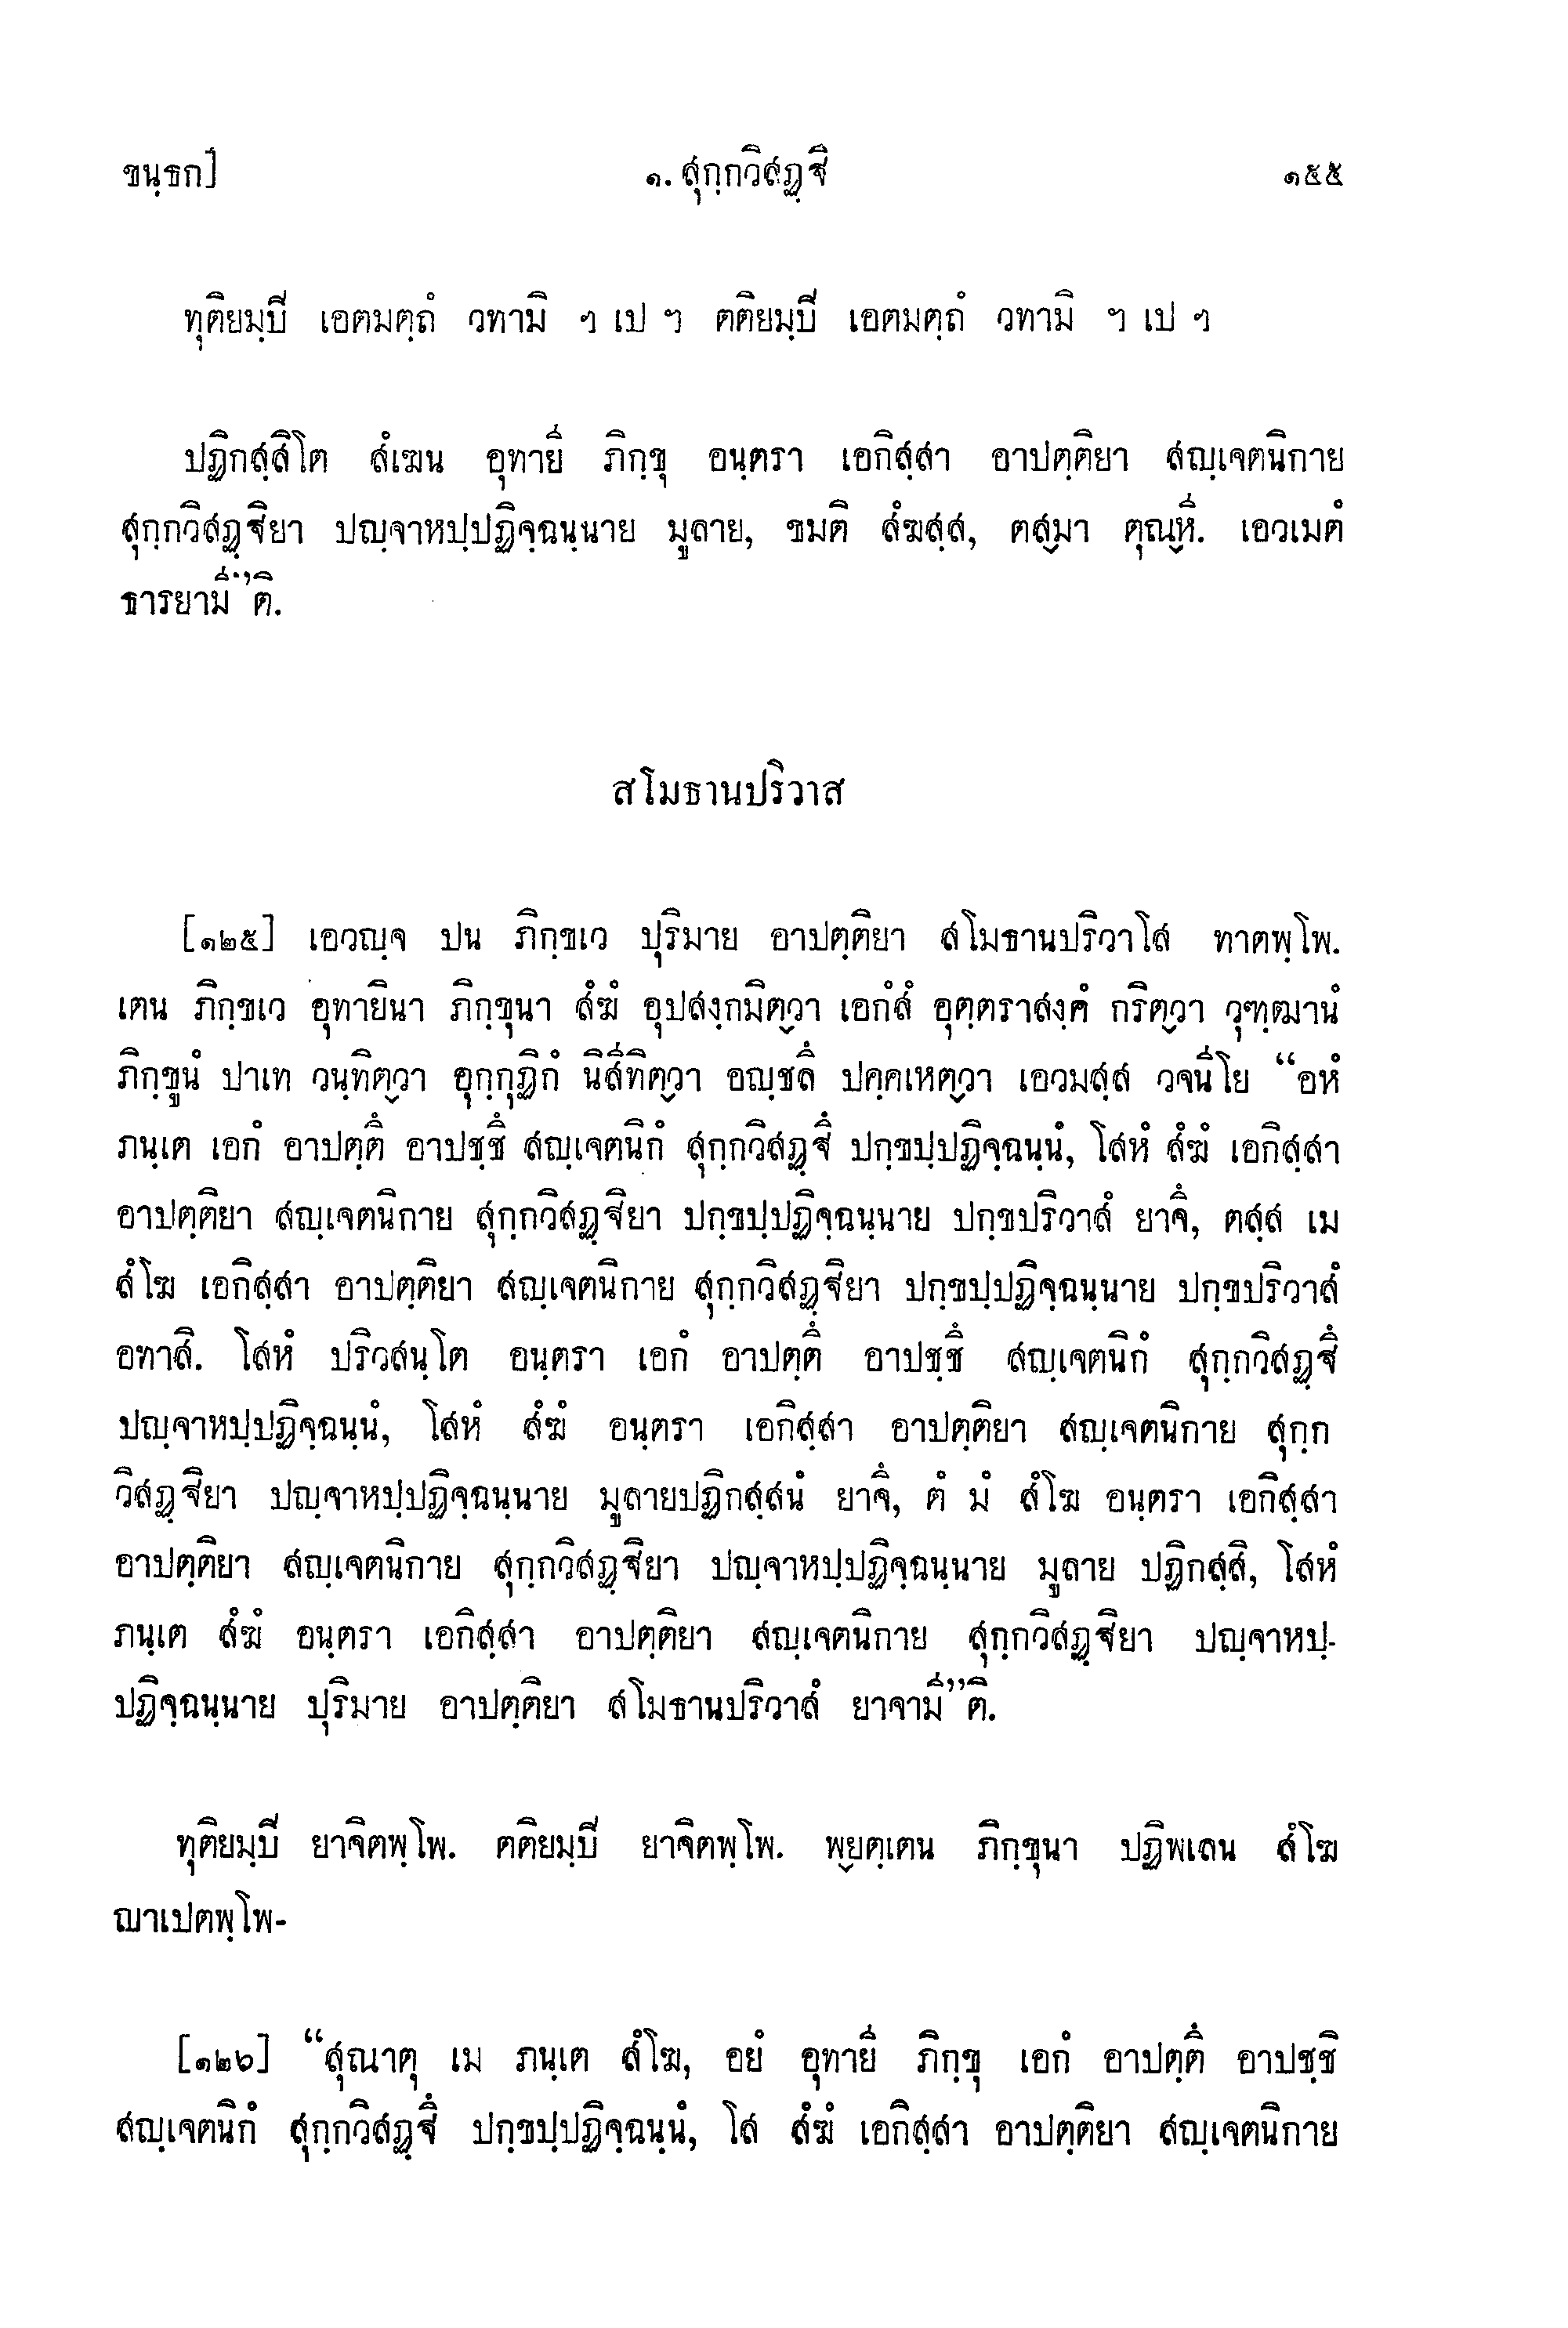 ขนฺธก]
๑. สุกฺกวิสฏฺฐิ
๑๕๕
ทุติยมฺปี เอตมตฺถํ วทามิ ฯ เป ฯ ตติยมฺปี เอตมตฺถํ วทามิ ฯ เป ฯ
ปฏิกสฺสิโต สํเฆน อุทายี ภิกฺขุ อนฺตรา เอกิสฺสา อาปตฺติยา สญฺเจตนิกาย
สุกฺกวิสฏฺฐิยา ปญฺจาหปฺปฏิจฺฉนฺนาย มูลาย, ขมติ สํฆสฺส, ตสฺมา ตุณฺหี. เอวเมตํ
ธารยามี”ติ.
สโมธานปริวาส
[๑๒๕] เอวญฺจ ปน ภิกฺขเว ปุริมาย อาปตฺติยา สโมธานปริวาโส ทาตพฺโพ.
เตน ภิกฺขเว อุทายินา ภิกฺขุนา สํฆํ อุปสงฺกมิตฺวา เอกํสํ อุตฺตราสงฺคํ กริตฺวา วุฑฺฒานํ
ภิกฺขูนํ ปาเท วนฺทิตฺวา อุกฺกุฏิกํ นิสีทิตฺวา อญฺชลึ ปคฺคเหตฺวา เอวมสฺส วจนีโย “อหํ
ภนฺเต เอกํ อาปตฺตึ อาปชฺชึ สญฺเจตนิกํ สุกฺกวิสฏฺฐึ ปกฺขปฺปฏิจฺฉนฺนํ, โสหํ สํฆํ เอกิสฺสา
อาปตฺติยา สญฺเจตนิกาย สุกฺกวิสฏฺฐิยา ปกฺขปฺปฏิจฺฉนฺนาย ปกฺขปริวาสํ ยาจึ, ตสฺส เม
สํโฆ เอกิสฺสา อาปตฺติยา สญฺเจตนิกาย สุกฺกวิสฏฺฐิยา ปกฺขปฺปฏิจฺฉนฺนาย ปกฺขปริวาสํ
อทาสิ. โสหํ ปริวสนฺโต อนฺตรา เอกํ อาปตฺตึ อาปชฺชึ สญฺเจตนิกํ สุกฺกวิสฏฺฐึ
ปญฺจาหปฺปฏิจฺฉนฺนํ, โสหํ สํฆํ อนฺตรา เอกิสฺสา อาปตฺติยา สญฺเจตนิกาย สุกฺก
วิสฏฺฐิยา ปญฺจาหปฺปฏิจฺฉนฺนาย มูลายปฏิกสฺสนํ ยาจึ, ตํ มํ สํโฆ อนฺตรา เอกิสฺสา
อาปตฺติยา สญฺเจตนิกาย สุกฺกวิสฏฺฐิยา ปญฺจาหปฺปฏิจฺฉนฺนาย มูลาย ปฏิกสฺสิ, โสหํ
ภนฺเต สํฆํ อนฺตรา เอกิสฺสา อาปตฺติยา สญฺเจตนิกาย สุกฺกวิสฏฺฐิยา ปญฺจาหปฺ-
ปฏิจฺฉนฺนาย ปุริมาย อาปตฺติยา สโมธานปริวาสํ ยาจามี”ติ.
ทุติยมฺปี ยาจิตพฺโพ. ตติยมฺปี ยาจิตพฺโพ. พฺยตฺเตน ภิกฺขุนา ปฏิพเลน สํโฆ
ญาเปตพฺโพ-
[๑๒๖] “สุณาตุ เม ภนฺเต สํโฆ, อยํ อุทายี ภิกฺขุ เอกํ อาปตฺตึ อาปชฺชิ
สญฺเจตนิกํ สุกฺกวิสฏฺฐึ ปกฺขปฺปฏิจฺฉนฺนํ, โส สํฆํ เอกิสฺสา อาปตฺติยา สญฺเจตนิกาย